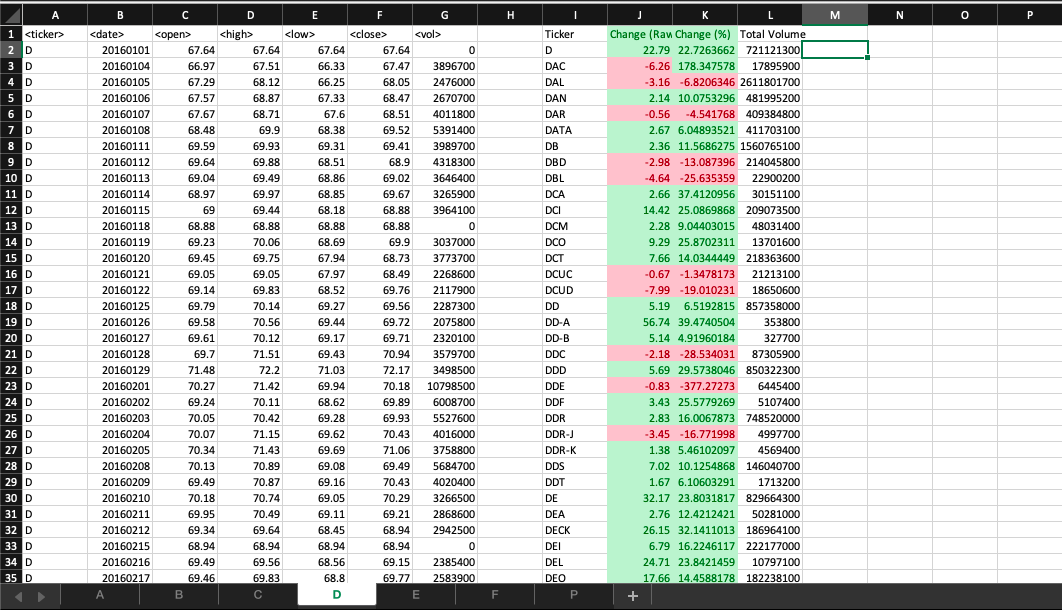 A B C D E F G H I J K L M N O P
1 <ticker> <date> <open> <high> <low> <close> <vol> Ticker Change (Raw Change (%) Total Volume
2 D 20160101 67.64 67.64 67.64 67.64 0 D 22.79 22.7263662 721121300
3 D 20160104 66.97 67.51 66.33 67.47 3896700 DAC -6.26 178.347578 17895900
4 D 20160105 67.29 68.12 66.25 68.05 2476000 DAL -3.16 -6.8206346 2611801700
5 D 20160106 67.57 68.87 67.33 68.47 2670700 DAN 2.14 10.0753296 481995200
6 D 20160107 67.67 68.71 67.6 68.51 4011800 DAR -0.56 -4.541768 409384800
7 D 20160108 68.48 69.9 68.38 69.52 5391400 DATA 2.67 6.04893521 411703100
8 D 20160111 69.59 69.93 69.31 69.41 3989700 DB 2.36 11.5686275 1560765100
9 D 20160112 69.64 69.88 68.51 68.9 4318300 DBD -2.98 -13.087396 214045800
10 D 20160113 69.04 69.49 68.86 69.02 3646400 DBL -4.64 -25.635359 22900200
11 D 20160114 68.97 69.97 68.85 69.67 3265900 DCA 2.66 37.4120956 30151100
12 D 20160115 69 69.44 68.18 68.88 3964100 DCI 14.42 25.0869868 209073500
13 D 20160118 68.88 68.88 68.88 68.88 0 DCM 2.28 9.04403015 48031400
14 D 20160119 69.23 70.06 68.69 69.9 3037000 DCO 9.29 25.8702311 13701600
15 D 20160120 69.45 69.75 67.94 68.73 3773700 DCT 7.66 14.0344449 218363600
16 D 20160121 69.05 69.05 67.97 68.49 2268600 DCUC -0.67 -1.3478173 21213100
17 D 20160122 69.14 69.83 68.52 69.76 2117900 DCUD -7.99 -19.010231 18650600
18 D 20160125 69.79 70.14 69.27 69.56 2287300 DD 5.19 6.5192815 857358000
19 D 20160126 69.58 70.56 69.44 69.72 2075800 DD-A 56.74 39.4740504 353800
20 D 20160127 69.61 70.12 69.17 69.71 2320100 DD-B 5.14 4.91960184 327700
21 D 20160128 69.7 71.51 69.43 70.94 3579700 DDC -2.18 -28.534031 87305900
22 D 20160129 71.48 72.2 71.03 72.17 3498500 DDD 5.69 29.5738046 850322300
23 D 20160201 70.27 71.42 69.94 70.18 10798500 DDE -0.83 -377.27273 6445400
24 D 20160202 69.24 70.11 68.62 69.89 6008700 DDF 3.43 25.5779269 5107400
25 D 20160203 70.05 70.42 69.28 69.93 5527600 DDR 2.83 16.0067873 748520000
26 D 20160204 70.07 71.15 69.62 70.43 4016000 DDR-J -3.45 -16.771998 4997700
27 D 20160205 70.34 71.43 69.69 71.06 3758800 DDR-K 1.38 5.46102097 4569400
28 D 20160208 70.13 70.89 69.08 69.49 5684700 DDS 7.02 10.1254868 146040700
29 D 20160209 69.49 70.87 69.16 70.43 4020400 DDT 1.67 6.10603291 1713200
30 D 20160210 70.18 70.74 69.05 70.29 3266500 DE 32.17 23.8031817 829664300
31 D 20160211 69.95 70.49 69.11 69.21 2868600 DEA 2.76 12.4212421 50281000
32 D 20160212 69.34 69.64 68.45 68.94 2942500 DECK 26.15 32.1411013 186964100
33 D 20160215 68.94 68.94 68.94 68.94 0 DEI 6.79 16.2246117 222177000
34 D 20160216 69.49 69.56 68.56 69.15 2385400 DEL 24.71 23.8421459 10797100
35 D 20160217 69.46 69.83 68.8 69.77 2583900 DEO 17.66 14.4588178 182238100
A B C D E F P +